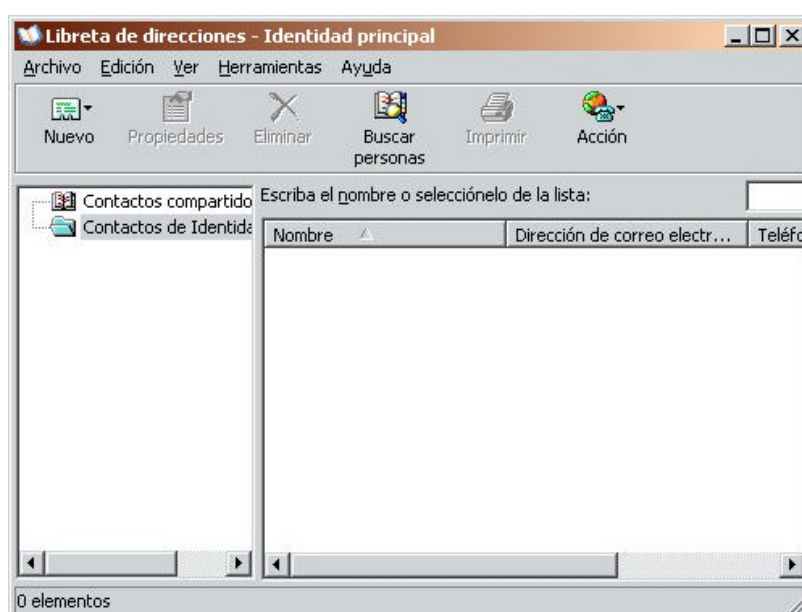 Libreta de direcciones - Identidad principal
Archivo Edición Ver Herramientas Ayuda
Nuevo Propiedades Eliminar Buscar personas Imprimir Acción
Contactos compartido
Contactos de Identida
Escriba el nombre o selecciónelo de la lista:
Nombre Dirección de correo electr... Teléfo
0 elementos